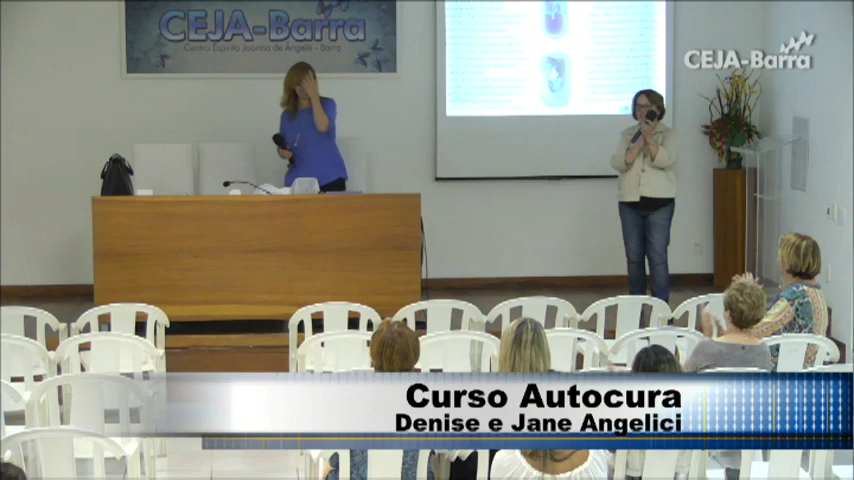 CEJA-Barra
Centro Espírita Joanna de Ângelis - Barra
CEJA-Barra
Curso Autocura
Denise e Jane Angelici